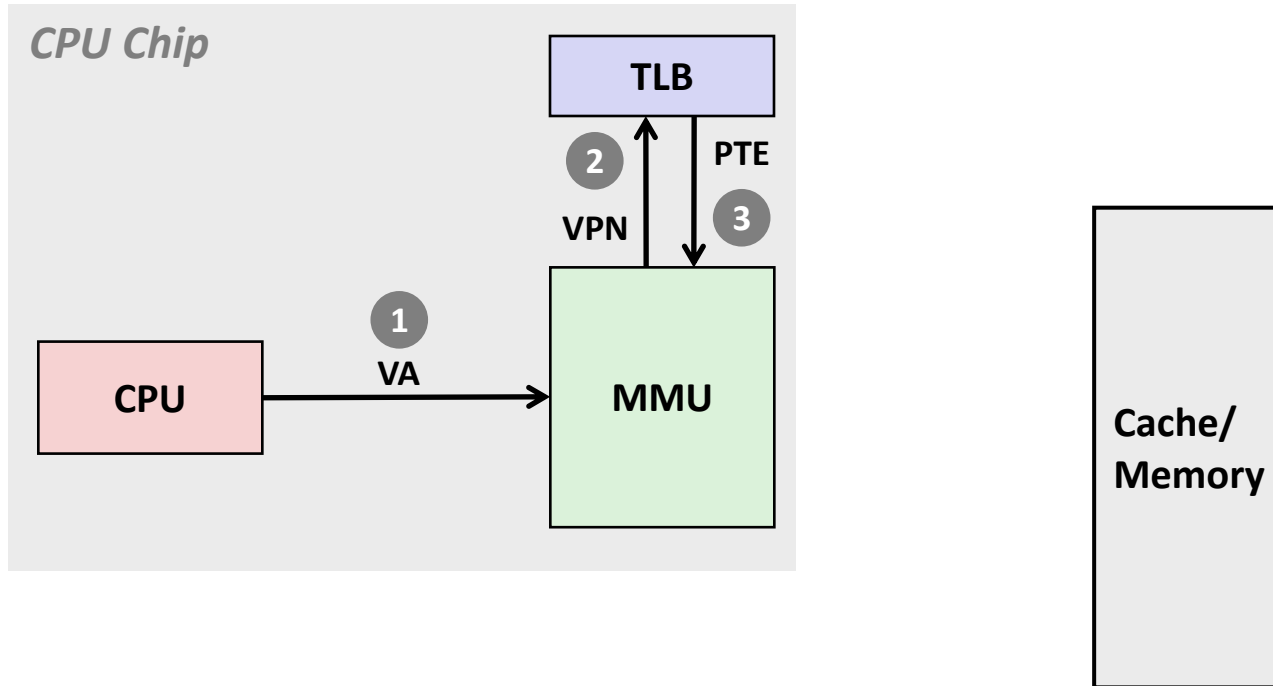 CPU Chip
TLB
2
PTE
VPN
3
1
VA
CPU
MMU
Cache/
Memory